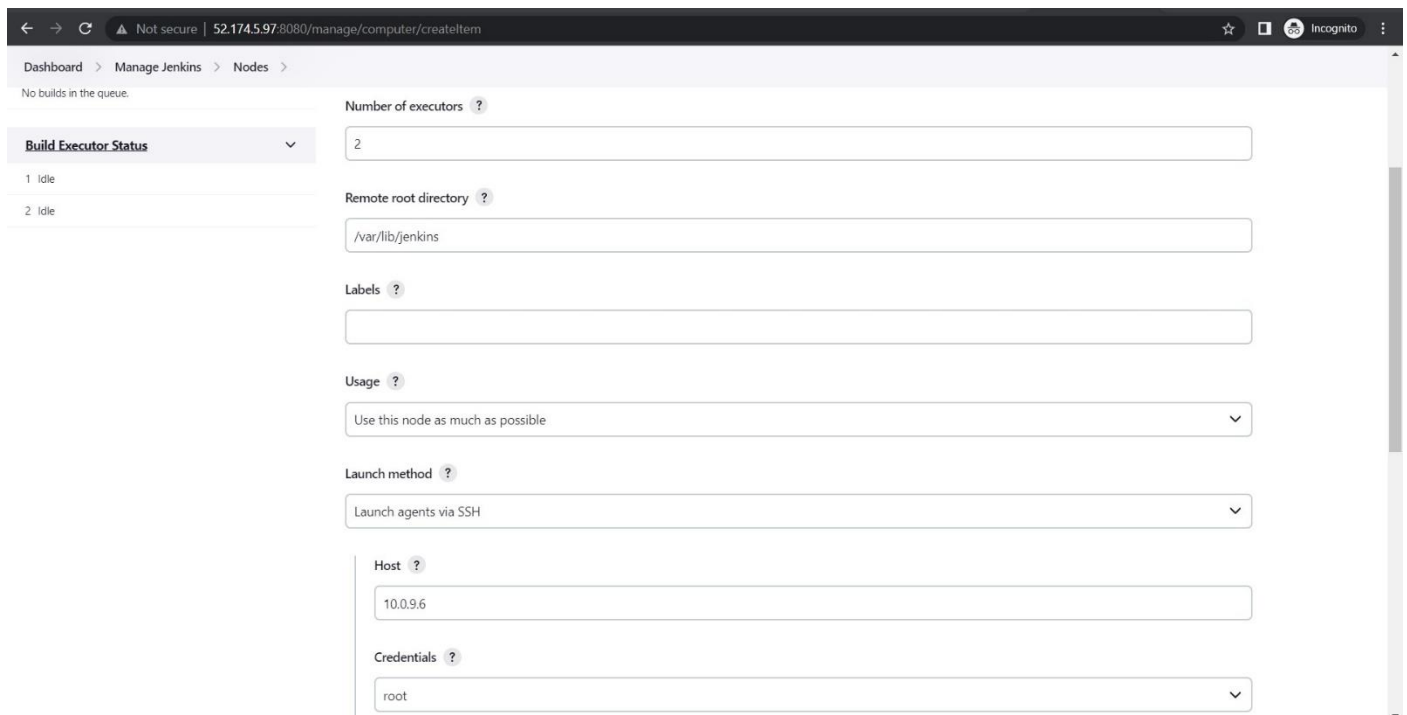 Not secure | 52.174.5.97:8080/manage/computer/createItem
Incognito
Dashboard > Manage Jenkins > Nodes >
No builds in the queue.
Build Executor Status
1 Idle
2 Idle
Number of executors ?
2
Remote root directory ?
/var/lib/jenkins
Labels ?
Usage ?
Use this node as much as possible
Launch method ?
Launch agents via SSH
Host ?
10.0.9.6
Credentials ?
root